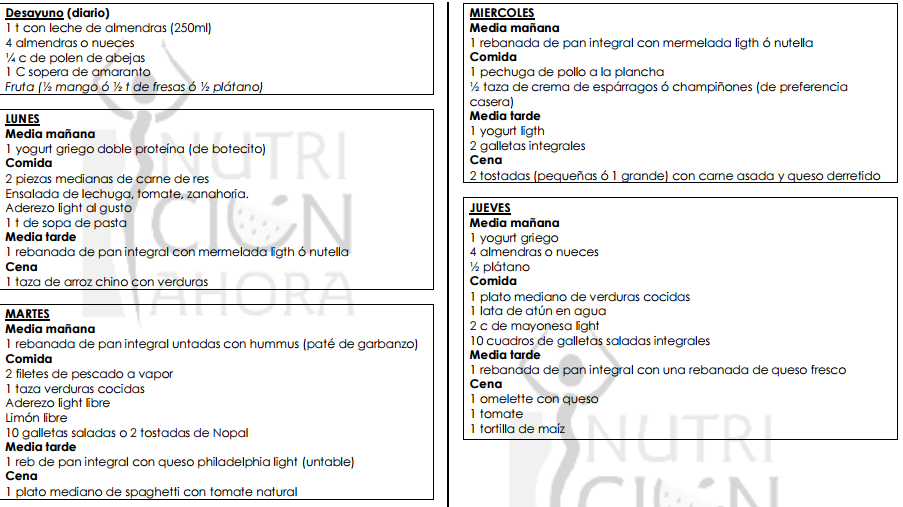 Desayuno (diario)
1 t con leche de almendras (250ml)
4 almendras o nueces
¼ c de polen de abejas
1 C sopera de amaranto
Fruta (½ mango ó ½ t de fresas ó ½ plátano)
LUNES
Media mañana
1 yogurt griego doble proteína (de botecito)
Comida
2 piezas medianas de carne de res
Ensalada de lechuga, tomate, zanahoria.
Aderezo light al gusto
1 t de sopa de pasta
Media tarde
1 rebanada de pan integral con mermelada ligth ó nutella
Cena
1 taza de arroz chino con verduras
MARTES
Media mañana
1 rebanada de pan integral untadas con hummus (paté de garbanzo)
Comida
2 filetes de pescado a vapor
1 taza verduras cocidas
Aderezo light libre
Limón libre
10 galletas saladas o 2 tostadas de Nopal
Media tarde
1 reb de pan integral con queso philadelphia light (untable)
Cena
1 plato mediano de spaghetti con tomate natural
MIERCOLES
Media mañana
1 rebanada de pan integral con mermelada ligth ó nutella
Comida
1 pechuga de pollo a la plancha
½ taza de crema de espárragos ó champiñones (de preferencia
casera)
Media tarde
1 yogurt ligth
2 galletas integrales
Cena
2 tostadas (pequeñas ó 1 grande) con carne asada y queso derretido
JUEVES
Media mañana
1 yogurt griego
4 almendras o nueces
½ plátano
Comida
1 plato mediano de verduras cocidas
1 lata de atún en agua
2 c de mayonesa light
10 cuadros de galletas saladas integrales
Media tarde
1 rebanada de pan integral con una rebanada de queso fresco
Cena
1 omelette con queso
1 tomate
1 tortilla de maíz
NUTRI
CIÓN
AHORA
NUTRI
CIÓN